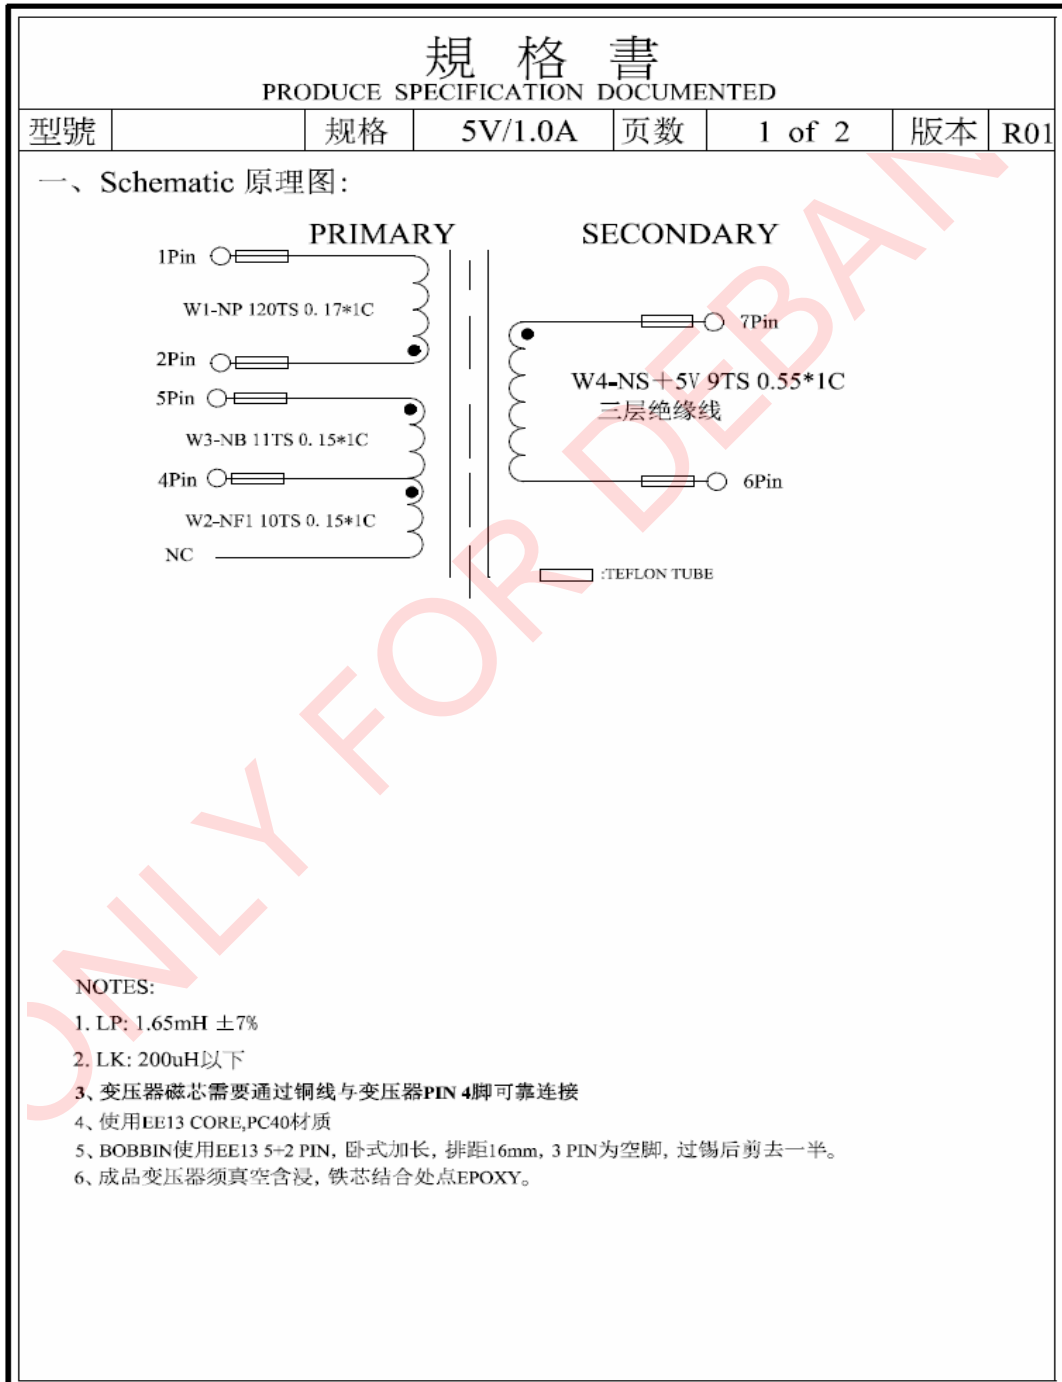 規 格 書
PRODUCE SPECIFICATION DOCUMENTED
型號 规格 5V/1.0A 页数 1 of 2 版本 R01
一、Schematic 原理图:
PRIMARY SECONDARY
1Pin
W1-NP 120TS 0.17*1C
2Pin
5Pin
W3-NB 11TS 0.15*1C
4Pin
W2-NF1 10TS 0.15*1C
NC
7Pin
W4-NS+5V 9TS 0.55*1C
三层绝缘线
6Pin
:TEFLON TUBE
NOTES:
1. LP: 1.65mH ±7%
2. LK: 200uH以下
3、变压器磁芯需要通过铜线与变压器PIN 4脚可靠连接
4、使用EE13 CORE,PC40材质
5、BOBBIN使用EE13 5+2 PIN, 卧式加长, 排距16mm, 3 PIN为空脚, 过锡后剪去一半。
6、成品变压器须真空含浸, 铁芯结合处点EPOXY。
ONLY FOR DEBAN